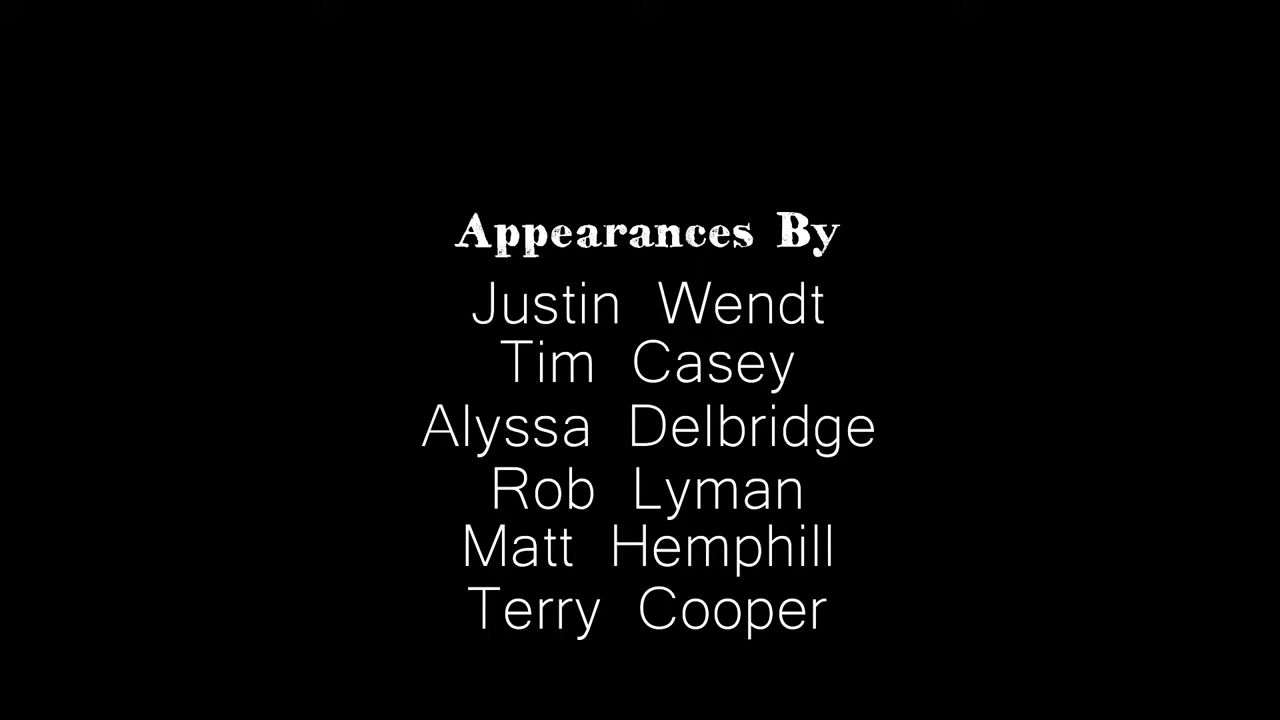 Appearances By
Justin Wendt
Tim Casey
Alyssa Delbridge
Rob Lyman
Matt Hemphill
Terry Cooper